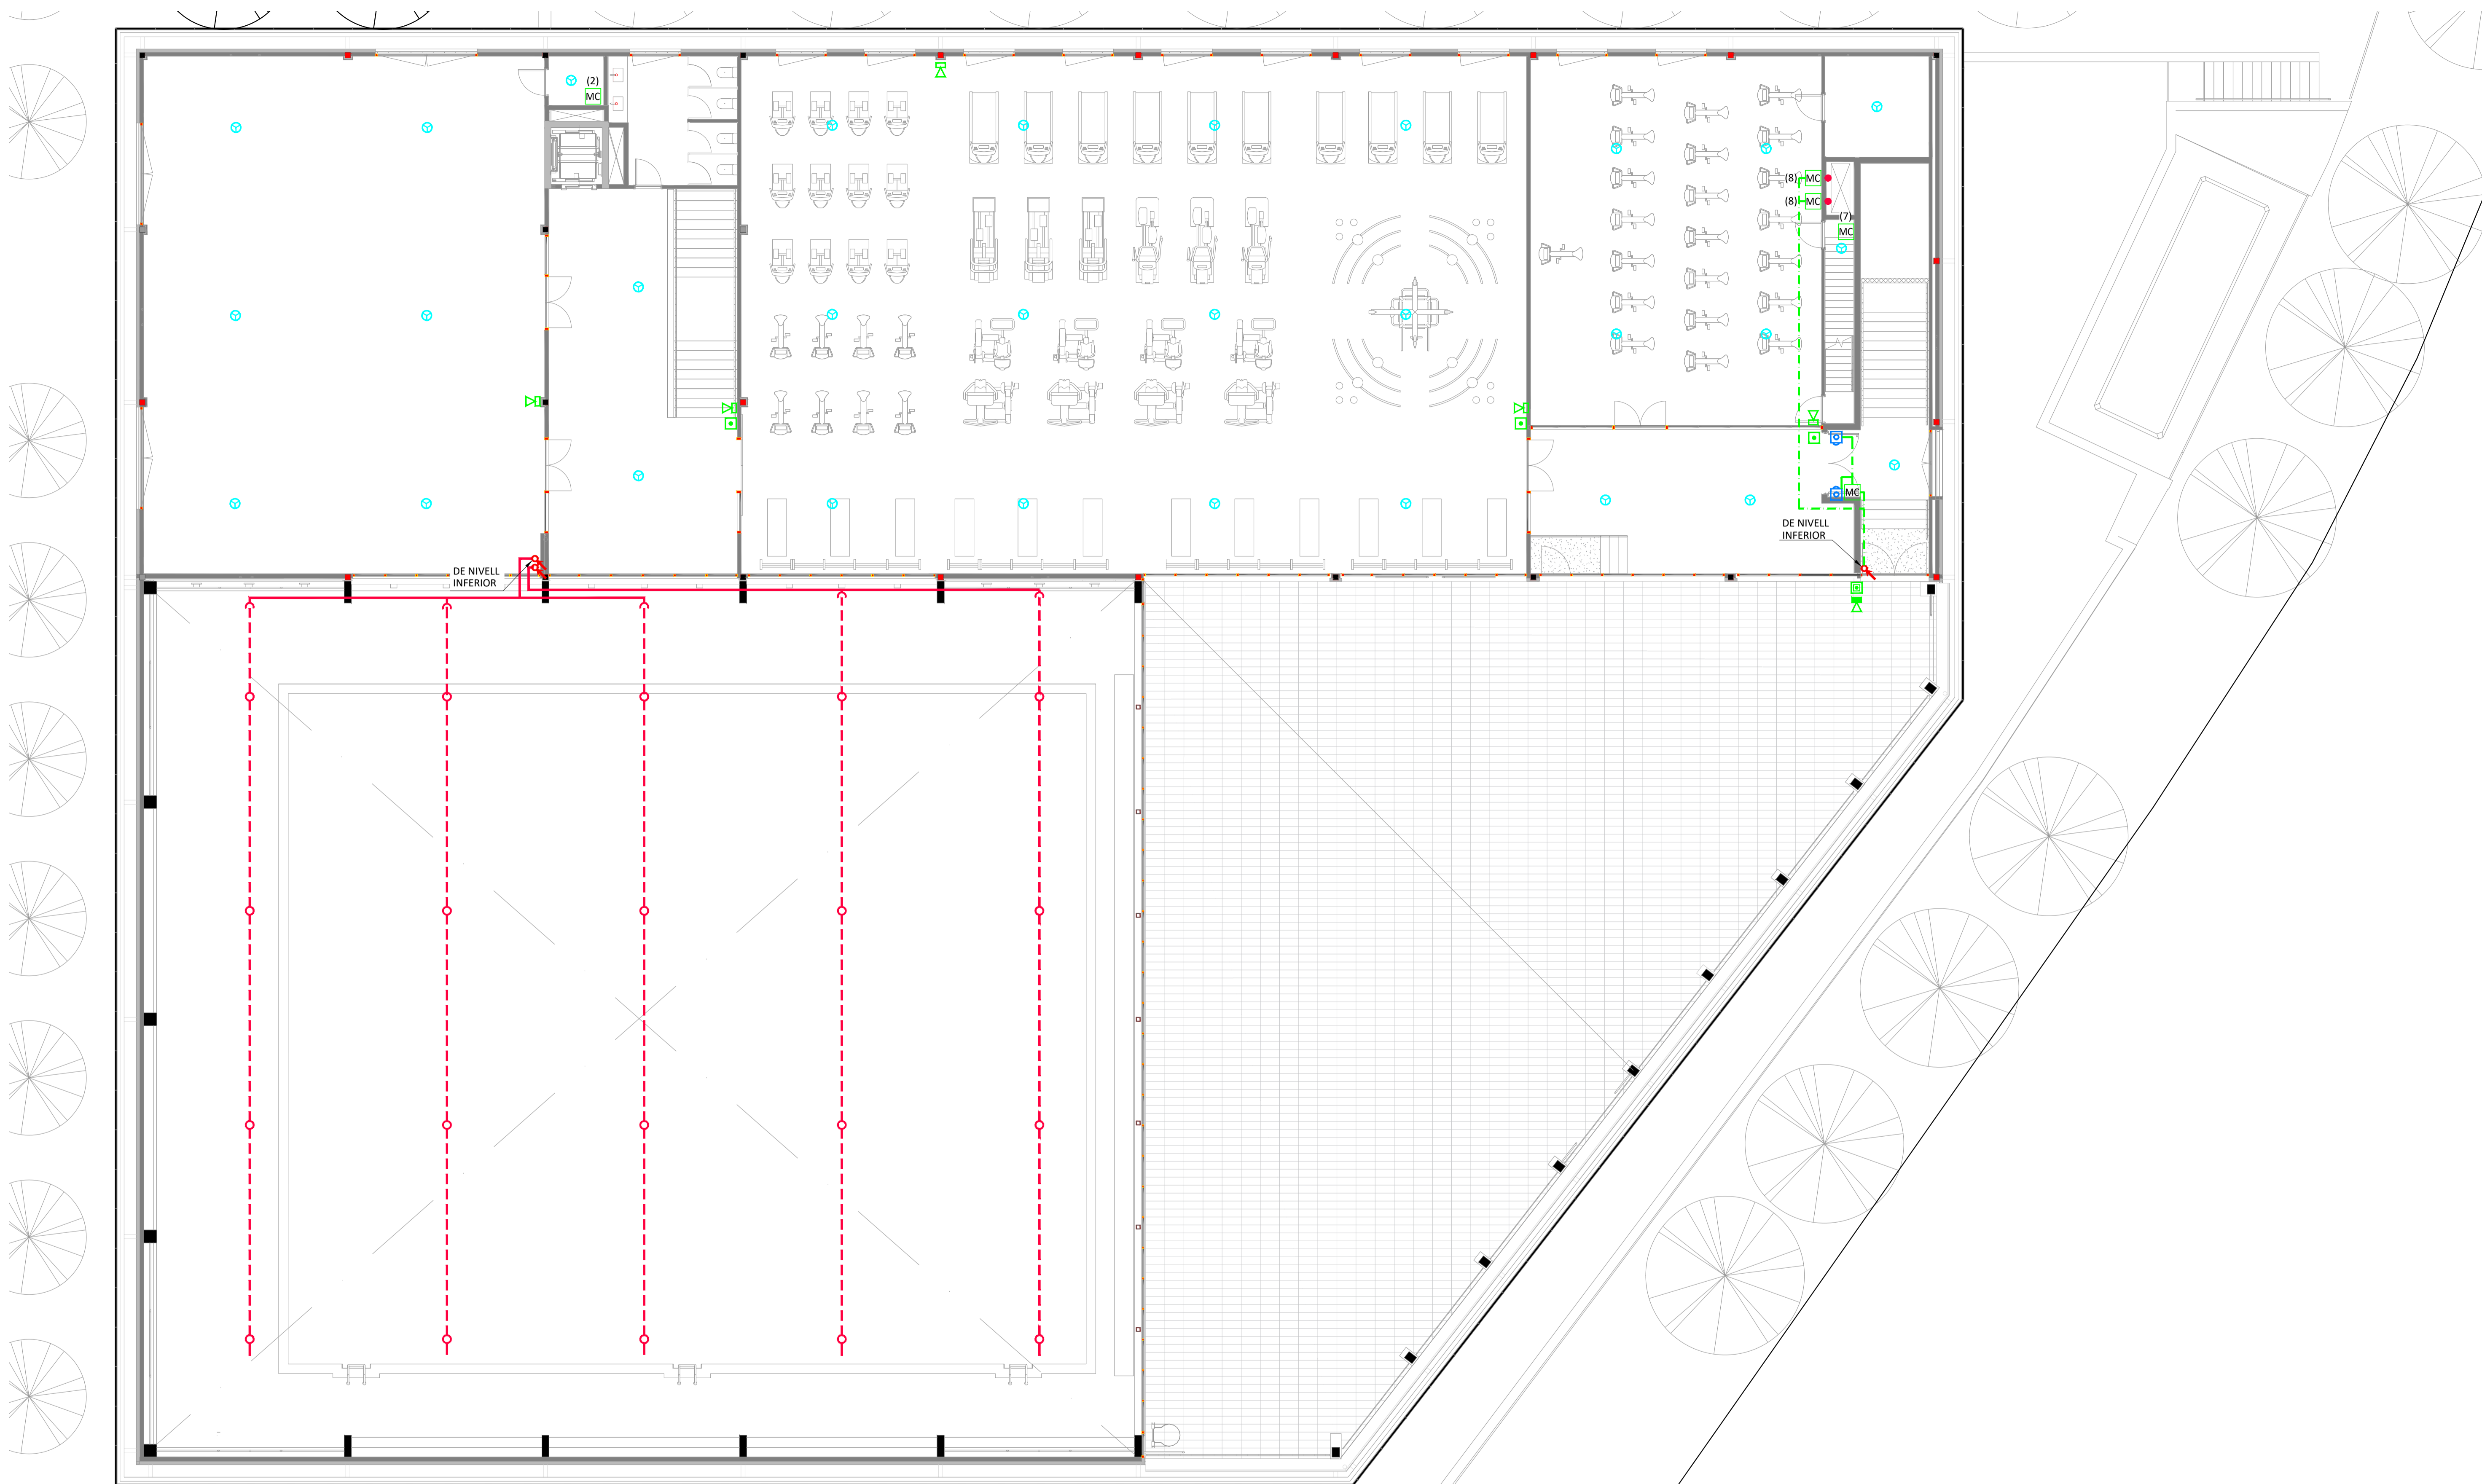 (2)
MC
(8) MC
(8) MC
(7)
MC
MC
DE NIVELL
INFERIOR
DE NIVELL
INFERIOR